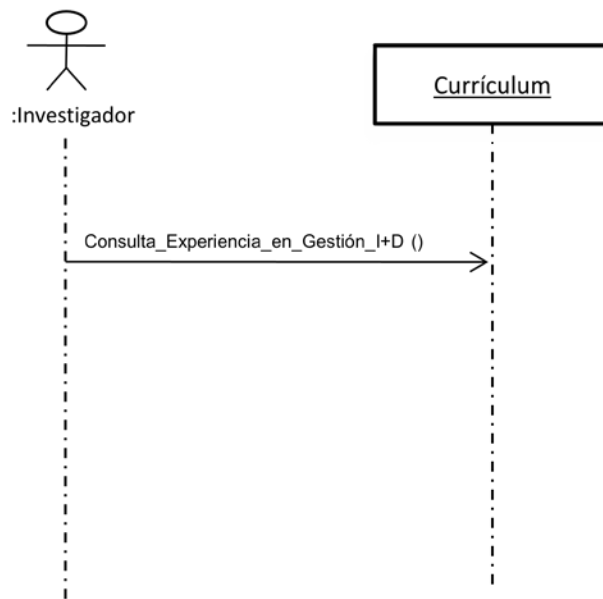 Currículum
:Investigador
Consulta_Experiencia_en_Gestión_I+D ()